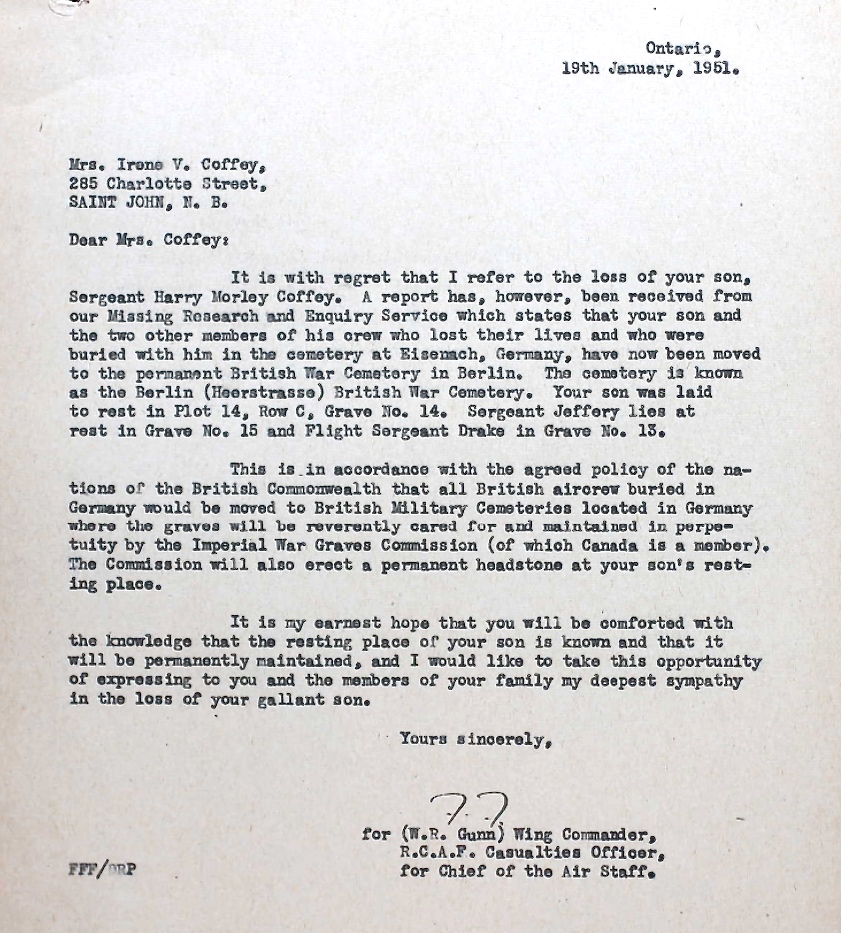 Ontario,
19th January, 1951.
Mrs. Irene V. Coffey,
285 Charlotte Street,
SAINT JOHN, N. B.
Dear Mrs. Coffey:
It is with regret that I refer to the loss of your son,
Sergeant Harry Morley Coffey. A report has, however, been received from
our Missing Research and Enquiry Service which states that your son and
the two other members of his crew who lost their lives and who were
buried with him in the cemetery at Eisenach, Germany, have now been moved
to the permanent British War Cemetery in Berlin. The cemetery is known
as the Berlin (Heerstrasse) British War Cemetery. Your son was laid
to rest in Plot 14, Row C, Grave No. 14. Sergeant Jeffery lies at
rest in Grave No. 15 and Flight Sergeant Drake in Grave No. 13.
This is in accordance with the agreed policy of the na-
tions of the British Commonwealth that all British aircrew buried in
Germany would be moved to British Military Cemeteries located in Germany
where the graves will be reverently cared for and maintained in perpe-
tuity by the Imperial War Graves Commission (of which Canada is a member).
The Commission will also erect a permanent headstone at your son's rest-
ing place.
It is my earnest hope that you will be comforted with
the knowledge that the resting place of your son is known and that it
will be permanently maintained, and I would like to take this opportunity
of expressing to you and the members of your family my deepest sympathy
in the loss of your gallant son.
Yours sincerely,
for (W.R. Gunn) Wing Commander,
R.C.A.F. Casualties Officer,
for Chief of the Air Staff.
FFF/